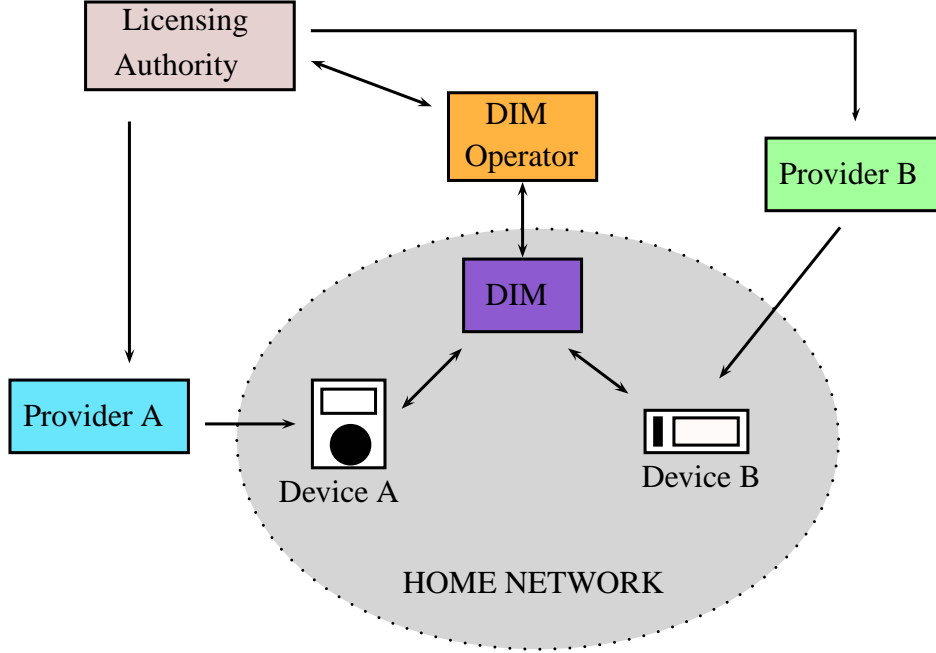 Licensing
Authority
DIM
Operator
Provider B
DIM
Provider A
Device A
Device B
HOME NETWORK